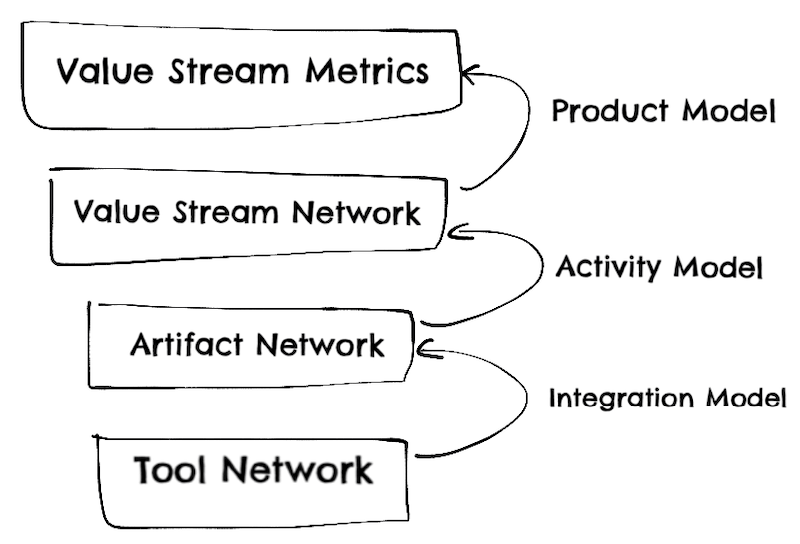 Value Stream Metrics
Product Model
Value Stream Network
Activity Model
Artifact Network
Integration Model
Tool Network